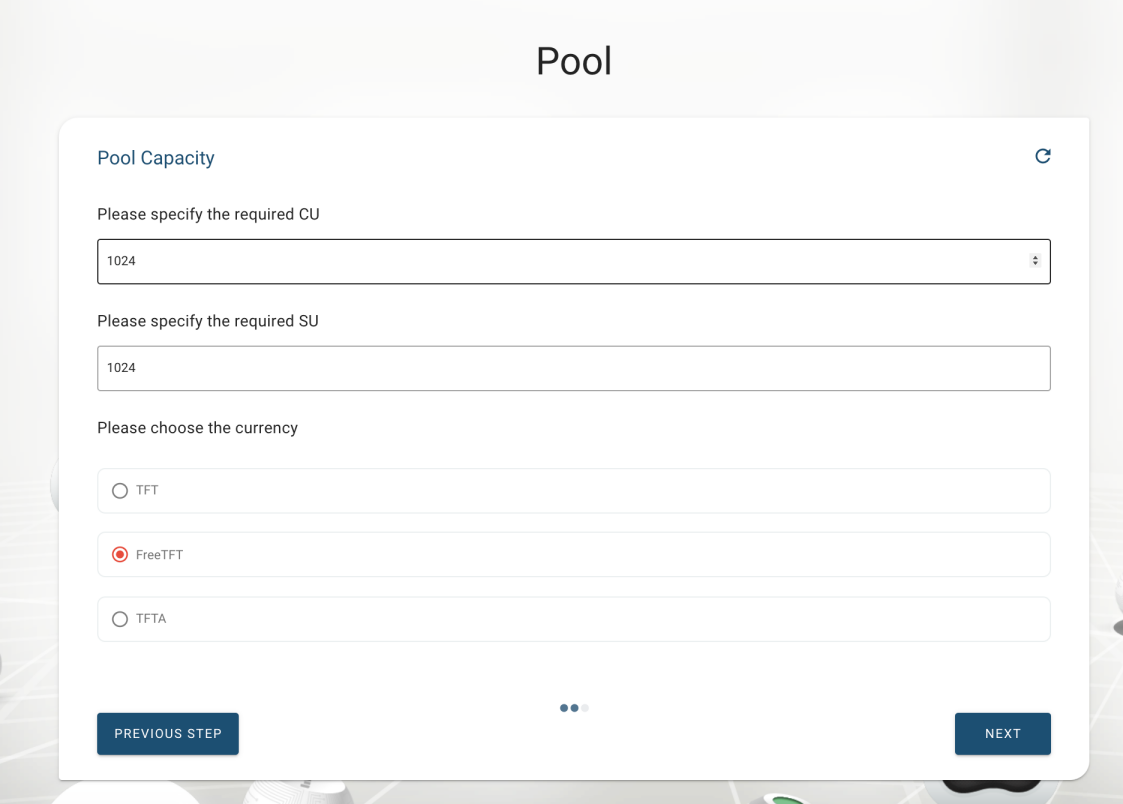 Pool
Pool Capacity
Please specify the required CU
1024
Please specify the required SU
1024
Please choose the currency
TFT
FreeTFT
TFTA
PREVIOUS STEP
NEXT